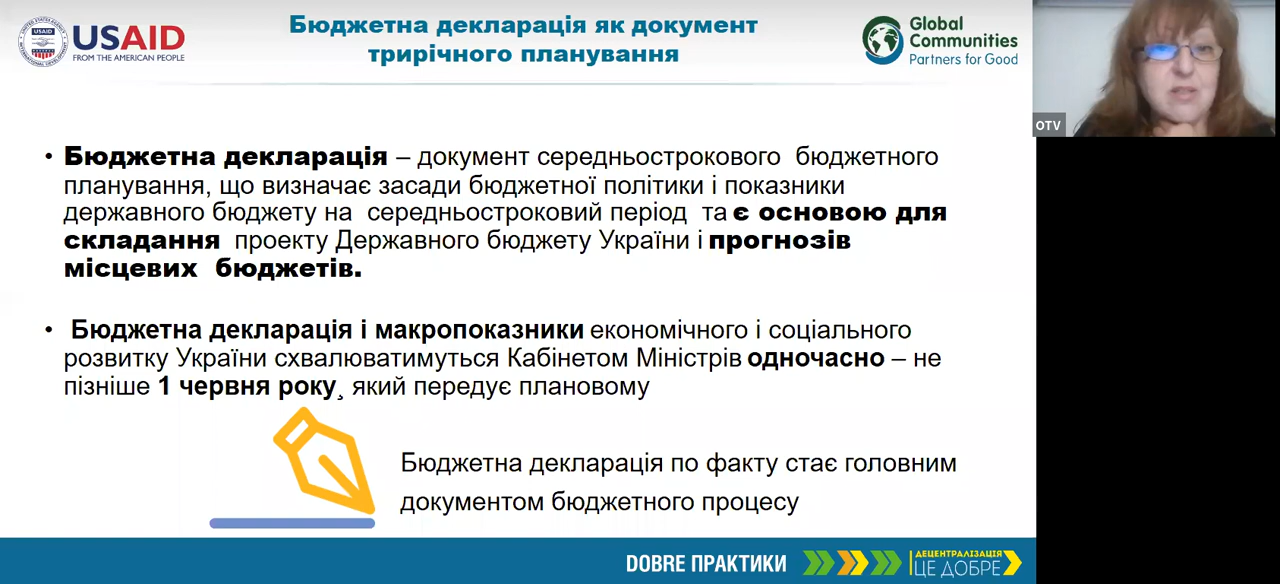 USAID
FROM THE AMERICAN PEOPLE
Бюджетна декларація як документ
трирічного планування
Global
Communities
Partners for Good
OTV
• Бюджетна декларація – документ середньострокового бюджетного
планування, що визначає засади бюджетної політики і показники
державного бюджету на середньостроковий період та є основою для
складання проекту Державного бюджету України і прогнозів
місцевих бюджетів.
• Бюджетна декларація і макропоказники економічного і соціального
розвитку України схвалюватимуться Кабінетом Міністрів одночасно – не
пізніше 1 червня року¸ який передує плановому
Бюджетна декларація по факту стає головним
документом бюджетного процесу
DOBRE ПРАКТИКИ
ДЕЦЕНТРАЛІЗАЦІЯ
ЦЕ ДОБРЕ